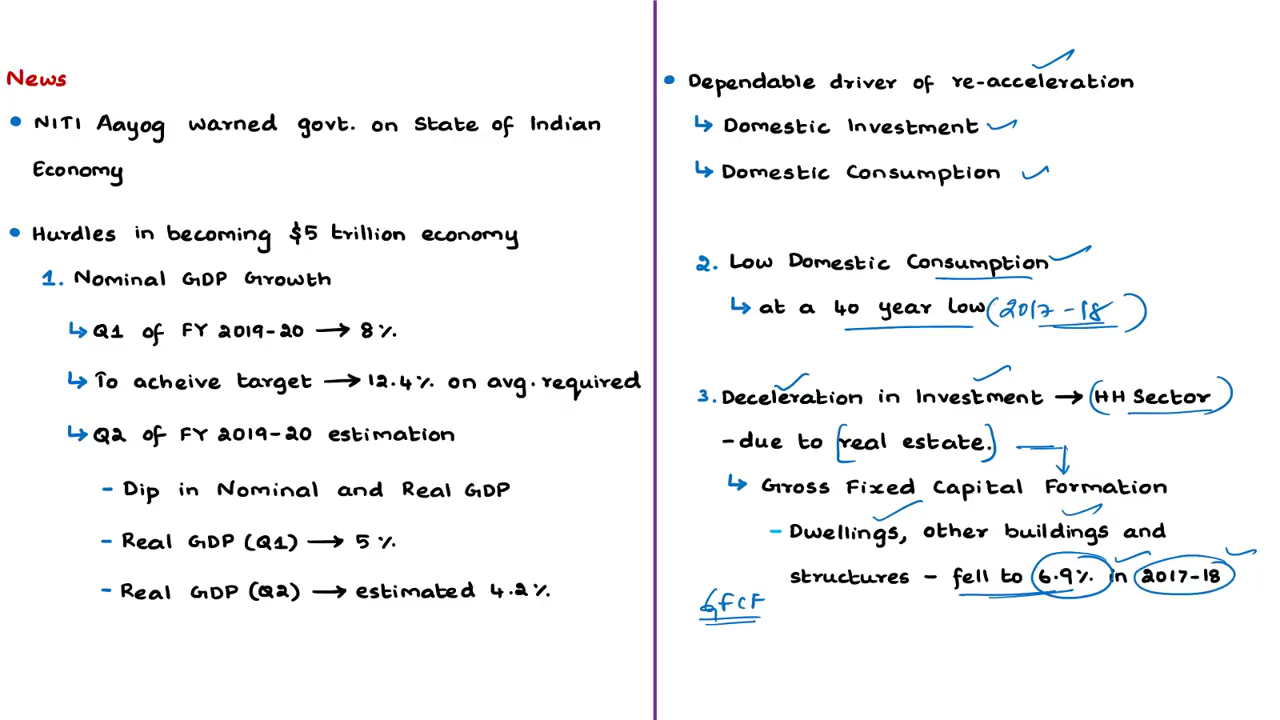 News
• NITI Aayog warned govt. on State of Indian
Economy
• Hurdles in becoming $5 trillion economy
1. Nominal GDP Growth
↳ Q1 of FY 2019-20 → 8%
↳ To acheive target → 12.4% on avg. required
↳ Q2 of FY 2019-20 estimation
- Dip in Nominal and Real GDP
- Real GDP (Q1) → 5%
- Real GDP (Q2) → estimated 4.2%
• Dependable driver of re-acceleration
↳ Domestic Investment
↳ Domestic Consumption
2. Low Domestic Consumption
↳ at a 40 year low (2017-18)
3. Deceleration in Investment → (HH Sector)
- due to [real estate.]
↳ Gross Fixed Capital Formation
- Dwellings, other buildings and
structures - fell to 6.9% in 2017-18
GFCF